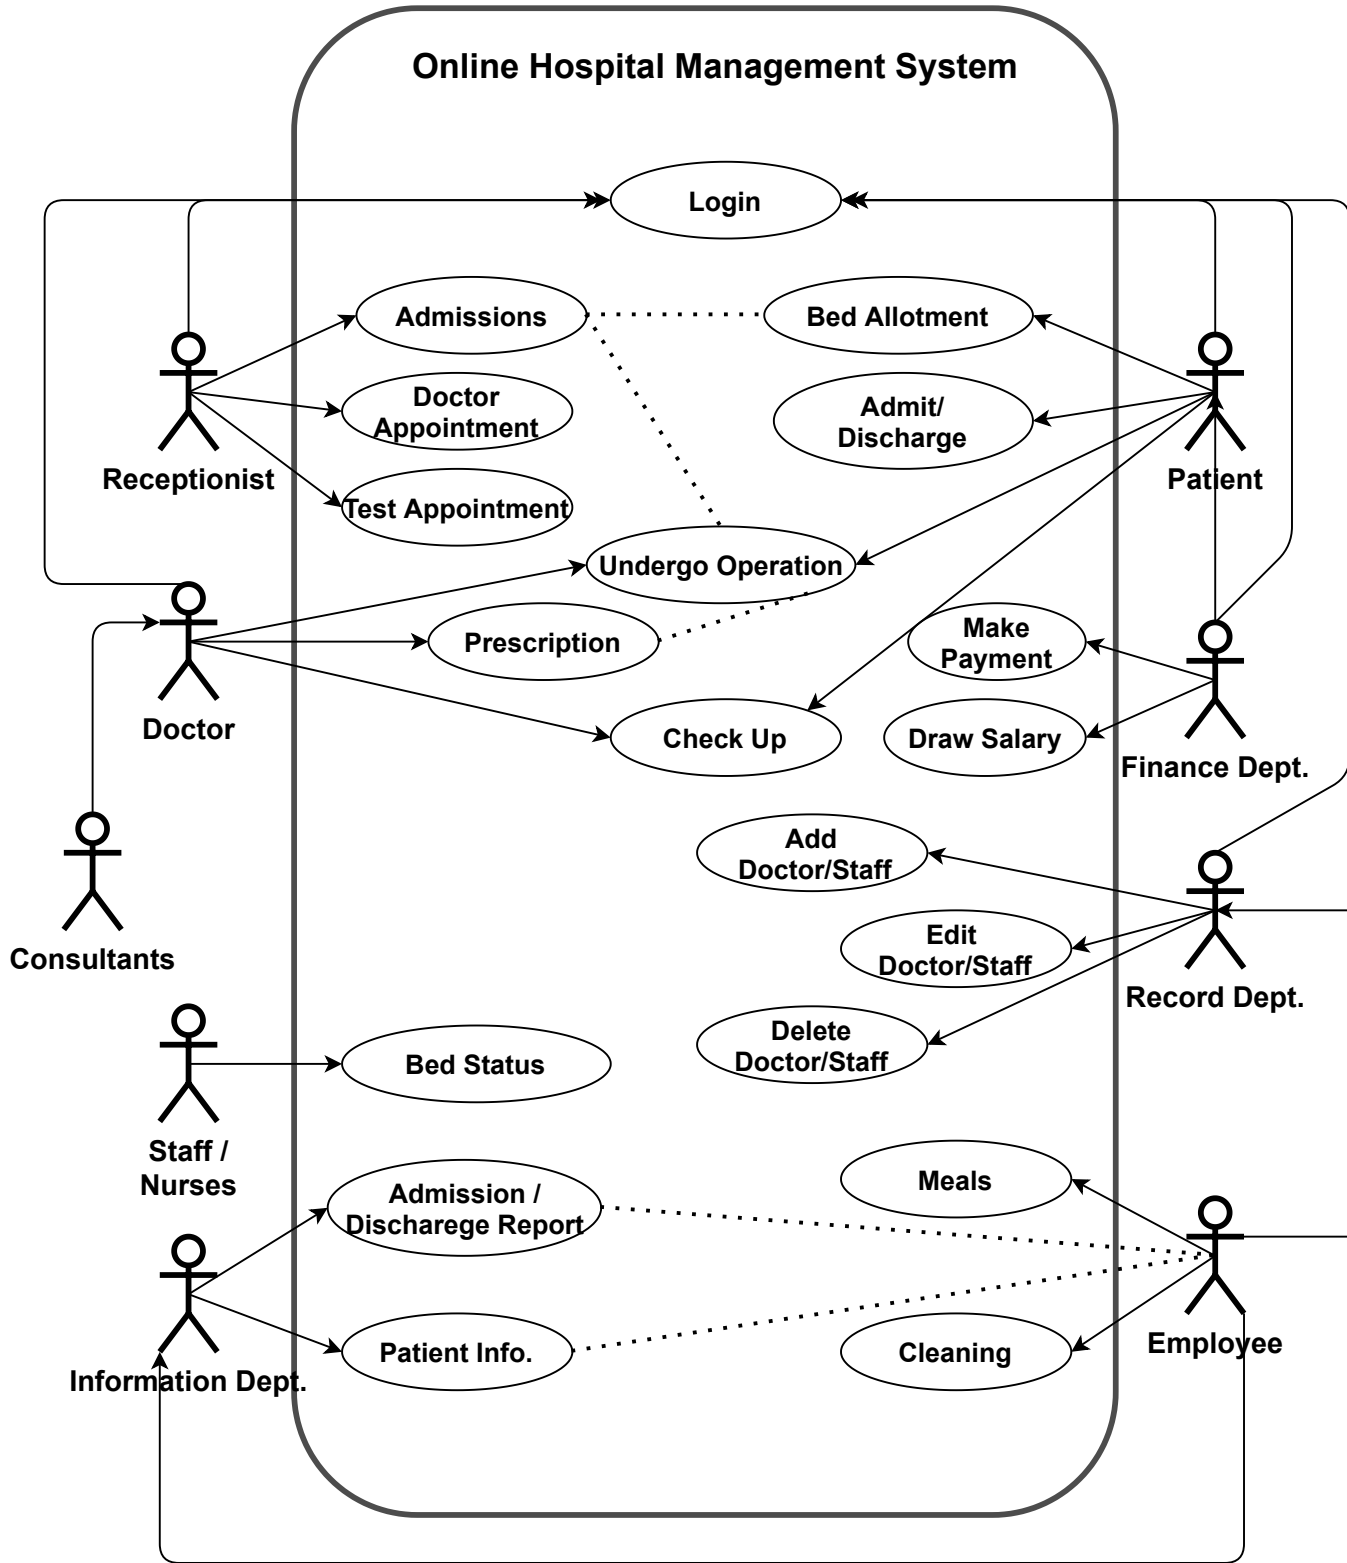 Online Hospital Management System
Login
Admissions
Bed Allotment
Doctor
Appointment
Admit/
Discharge
Receptionist
Patient
Test Appointment
Undergo Operation
Prescription
Make
Payment
Doctor
Check Up
Draw Salary
Finance Dept.
Add
Doctor/Staff
Consultants
Edit
Doctor/Staff
Record Dept.
Delete
Doctor/Staff
Bed Status
Staff /
Nurses
Admission /
Discharege Report
Meals
Information Dept.
Patient Info.
Cleaning
Employee